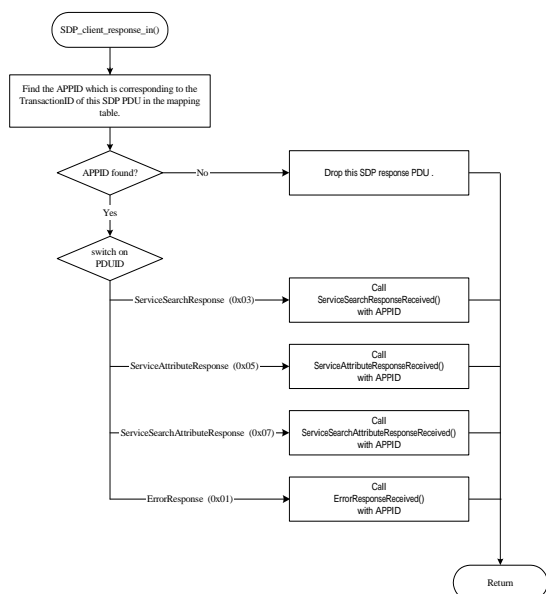 SDP_client_response_in()
Find the APPID which is corresponding to the
TransactionID of this SDP PDU in the mapping
table.
APPID found?
No
Drop this SDP response PDU .
Yes
switch on
PDUID
ServiceSearchResponse (0x03)
Call
ServiceSearchResponseReceived()
with APPID
ServiceAttributeResponse (0x05)
Call
ServiceAttributeResponseReceived()
with APPID
ServiceSearchAttributeResponse (0x07)
Call
ServiceSearchAttributeResponseReceived()
with APPID
ErrorResponse (0x01)
Call
ErrorResponseReceived()
with APPID
Return